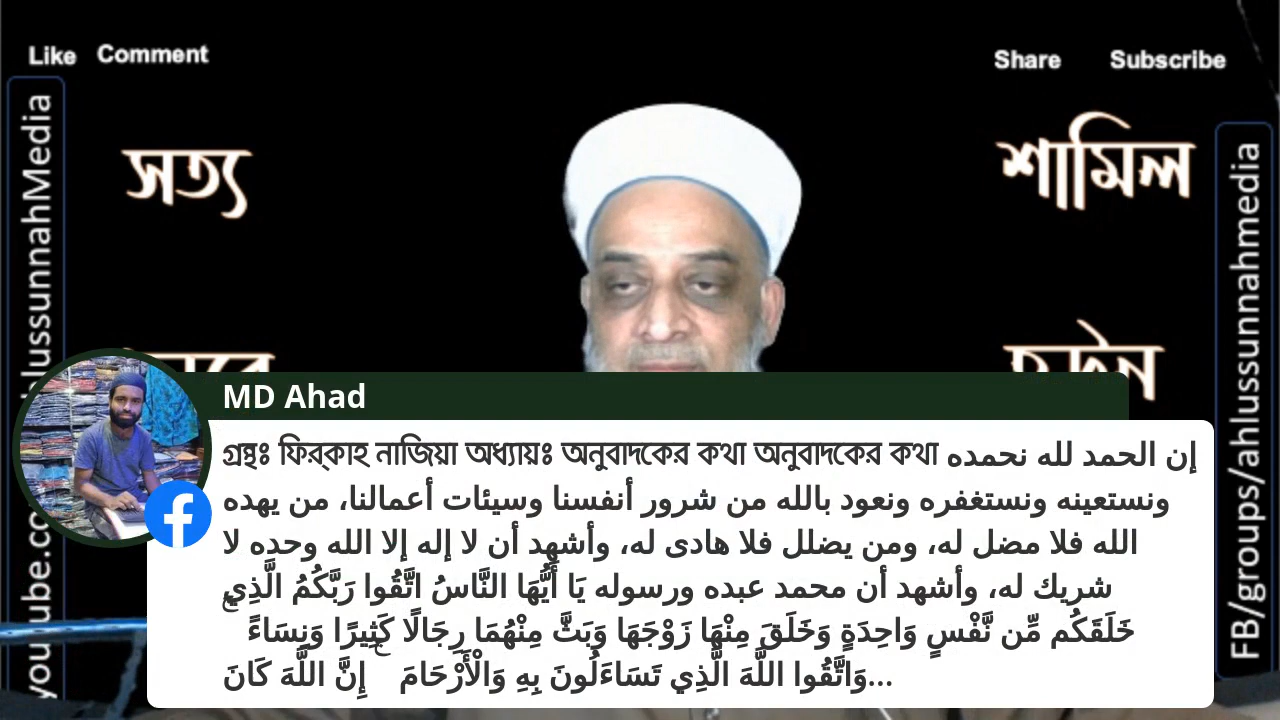 Like Comment
Share Subscribe
সত্য
শামিল
youtube.co
hlussunnahMedia
FB/groups/ahlussunnahmedia
MD Ahad
গ্রন্থঃ ফির্কাহ নাজিয়া অধ্যায়ঃ অনুবাদকের কথা অনুবাদকের কথা إن الحمد لله نحمده
ونستعينه ونستغفره ونعود بالله من شرور أنفسنا وسيئات أعمالنا، من يهده
الله فلا مضل له، ومن يضلل فلا هادى له، وأشهد أن لا إله إلا الله وحده لا
شريك له، وأشهد أن محمد عبده ورسوله يَا أَيُّهَا النَّاسُ اتَّقُوا رَبَّكُمُ الَّذِي
خَلَقَكُم مِّن نَّفْسٍ وَاحِدَةٍ وَخَلَقَ مِنْهَا زَوْجَهَا وَبَثَّ مِنْهُمَا رِجَالًا كَثِيرًا وَنِسَاءً ۚ
وَاتَّقُوا اللَّهَ الَّذِي تَسَاءَلُونَ بِهِ وَالْأَرْحَامَ ۚ إِنَّ اللَّهَ كَانَ...